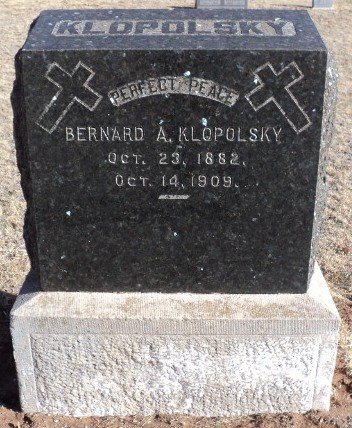 KLOPOLSKY
PERFECT PEACE
BERNARD A. KLOPOLSKY
OCT. 23, 1882.
OCT. 14, 1909.